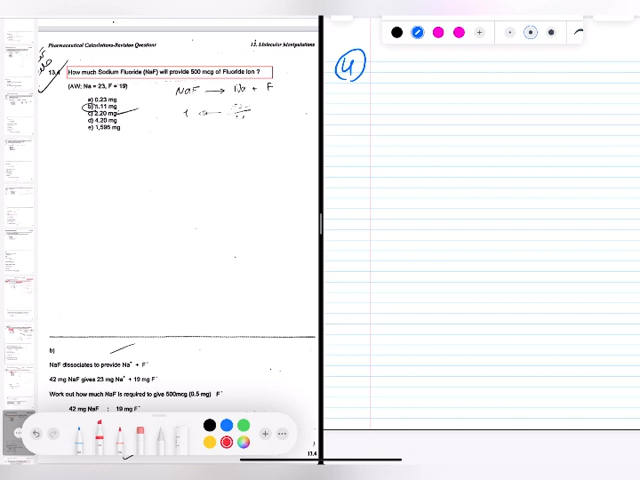 Pharmaceutical Calculations-Revision Questions
12. Molecular Manipulations
4
13.4
How much Sodium Fluoride (NaF) will provide 500 mcg of Fluoride Ion ?
(AW: Na = 23, F = 19)
NaF → Na + F
a) 0.23 mg
b) 1.11 mg
c) 2.20 mg
d) 4.20 mg
e) 1,595 mg
b)
NaF dissociates to provide Na+ + F-
42 mg NaF gives 23 mg Na+ + 19 mg F-
Work out how much NaF is required to give 500mcg (0.5 mg) F-
42 mg NaF : 19 mg F-
13.4